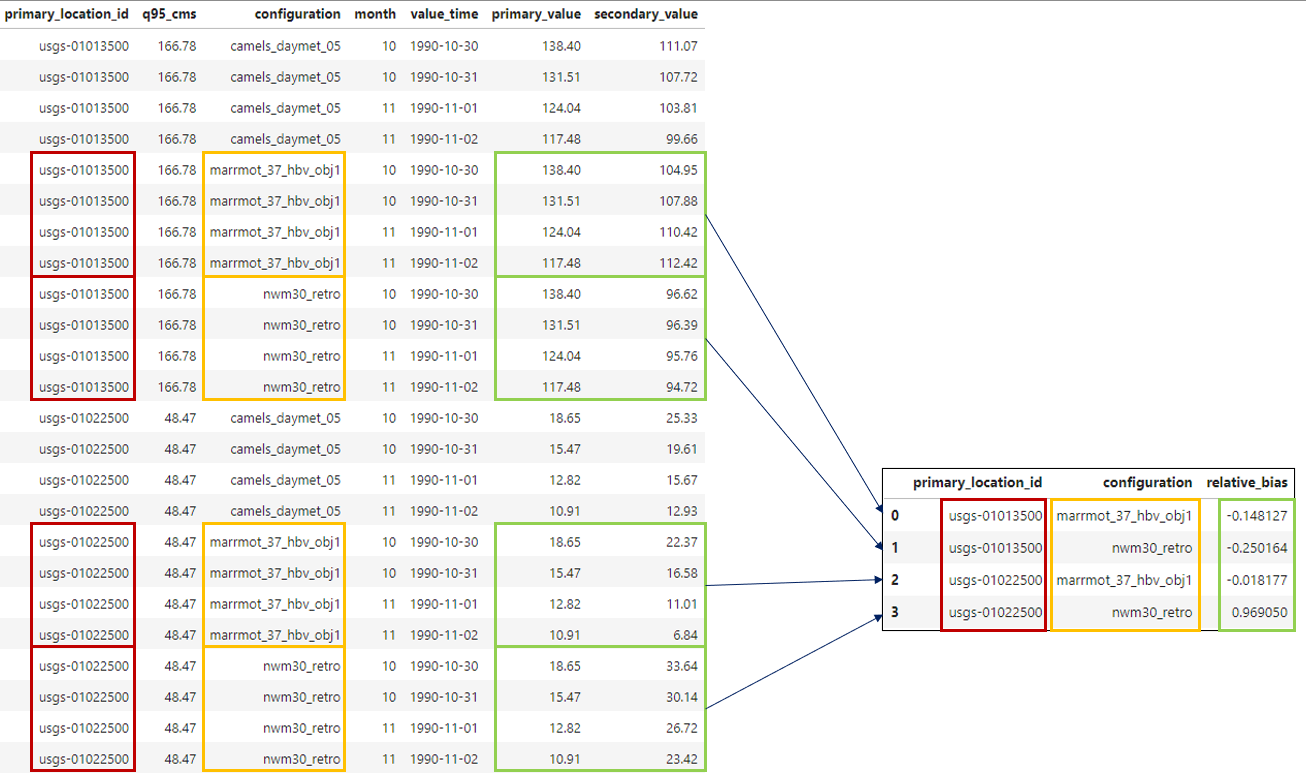 primary_location_id q95_cms configuration month value_time primary_value secondary_value
usgs-01013500 166.78 camels_daymet_05 10 1990-10-30 138.40 111.07
usgs-01013500 166.78 camels_daymet_05 10 1990-10-31 131.51 107.72
usgs-01013500 166.78 camels_daymet_05 11 1990-11-01 124.04 103.81
usgs-01013500 166.78 camels_daymet_05 11 1990-11-02 117.48 99.66
usgs-01013500 166.78 marrmot_37_hbv_obj1 10 1990-10-30 138.40 104.95
usgs-01013500 166.78 marrmot_37_hbv_obj1 10 1990-10-31 131.51 107.88
usgs-01013500 166.78 marrmot_37_hbv_obj1 11 1990-11-01 124.04 110.42
usgs-01013500 166.78 marrmot_37_hbv_obj1 11 1990-11-02 117.48 112.42
usgs-01013500 166.78 nwm30_retro 10 1990-10-30 138.40 96.62
usgs-01013500 166.78 nwm30_retro 10 1990-10-31 131.51 96.39
usgs-01013500 166.78 nwm30_retro 11 1990-11-01 124.04 95.76
usgs-01013500 166.78 nwm30_retro 11 1990-11-02 117.48 94.72
usgs-01022500 48.47 camels_daymet_05 10 1990-10-30 18.65 25.33
usgs-01022500 48.47 camels_daymet_05 10 1990-10-31 15.47 19.61
usgs-01022500 48.47 camels_daymet_05 11 1990-11-01 12.82 15.67
usgs-01022500 48.47 camels_daymet_05 11 1990-11-02 10.91 12.93
usgs-01022500 48.47 marrmot_37_hbv_obj1 10 1990-10-30 18.65 22.37
usgs-01022500 48.47 marrmot_37_hbv_obj1 10 1990-10-31 15.47 16.58
usgs-01022500 48.47 marrmot_37_hbv_obj1 11 1990-11-01 12.82 11.01
usgs-01022500 48.47 marrmot_37_hbv_obj1 11 1990-11-02 10.91 6.84
usgs-01022500 48.47 nwm30_retro 10 1990-10-30 18.65 33.64
usgs-01022500 48.47 nwm30_retro 10 1990-10-31 15.47 30.14
usgs-01022500 48.47 nwm30_retro 11 1990-11-01 12.82 26.72
usgs-01022500 48.47 nwm30_retro 11 1990-11-02 10.91 23.42
primary_location_id configuration relative_bias
0 usgs-01013500 marrmot_37_hbv_obj1 -0.148127
1 usgs-01013500 nwm30_retro -0.250164
2 usgs-01022500 marrmot_37_hbv_obj1 -0.018177
3 usgs-01022500 nwm30_retro 0.969050